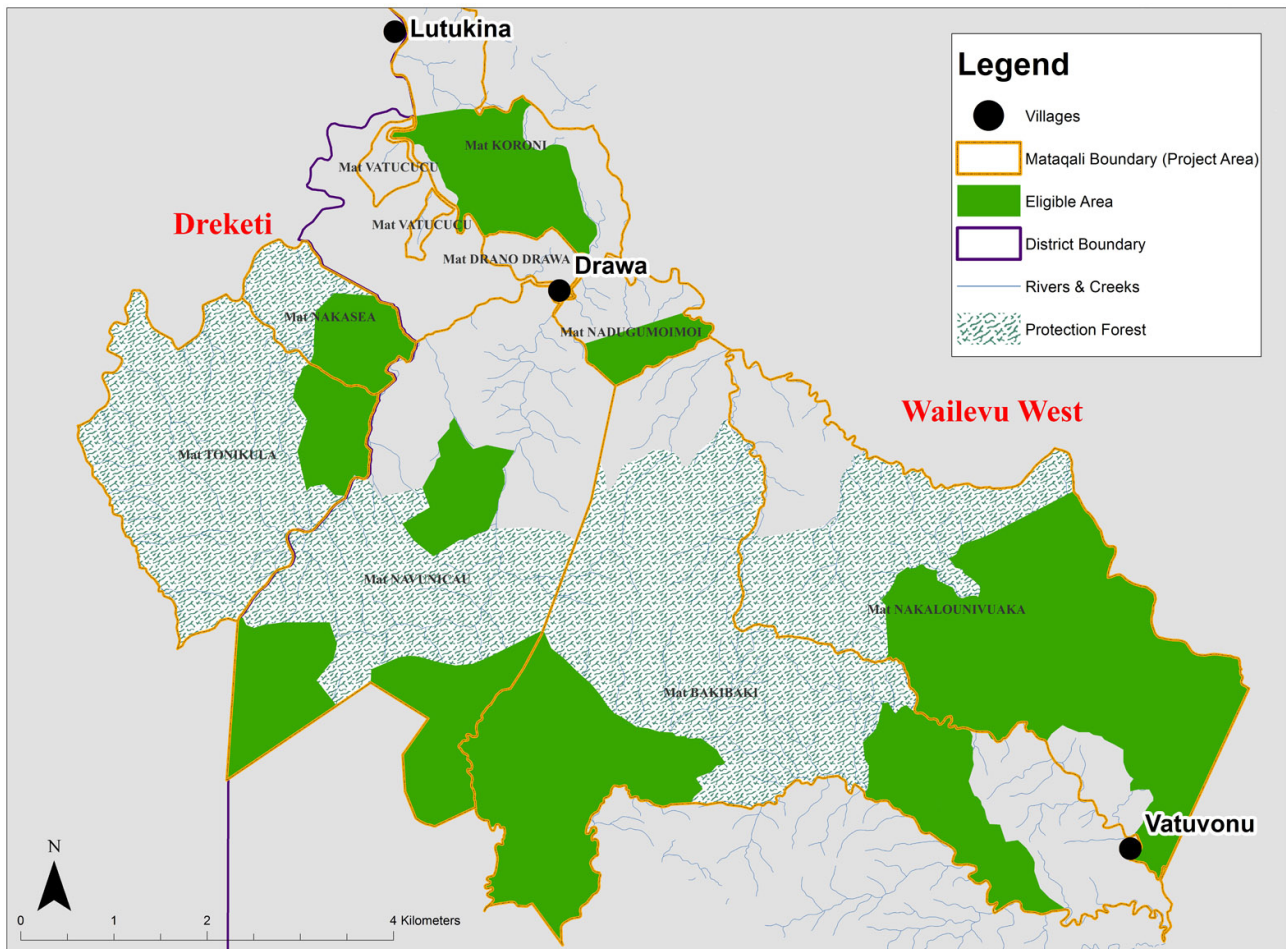 Lutukina
Legend
Villages
Mataqali Boundary (Project Area)
Eligible Area
District Boundary
Rivers & Creeks
Protection Forest
Mat KORONI
Mat VATUCUCU
Dreketi
Mat VATUCUCU
Mat DRANO DRAWA
Drawa
Mat NAKASEA
Mat NADUGUMOIMOI
Wailevu West
Mat TONIKULA
Mat NAVUNICAU
Mat NAKALOUNIVUAKA
Mat BAKIBAKI
Vatuvonu
N
0 1 2 4 Kilometers